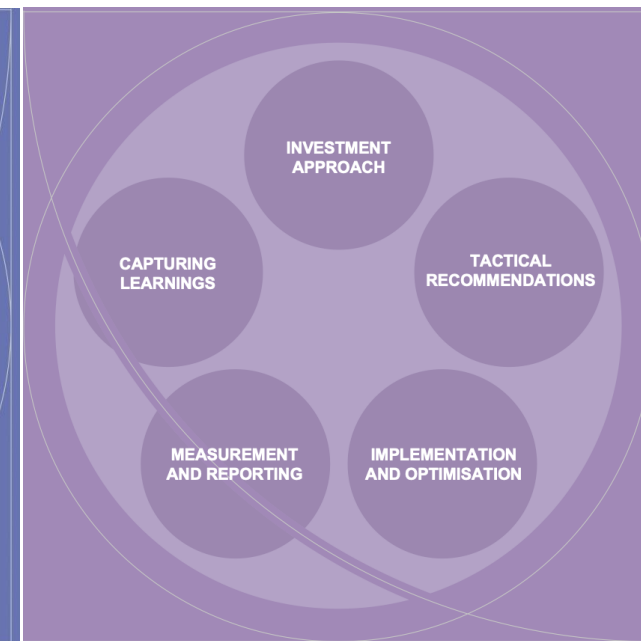 INVESTMENT
APPROACH
TACTICAL
RECOMMENDATIONS
IMPLEMENTATION
AND OPTIMISATION
MEASUREMENT
AND REPORTING
CAPTURING
LEARNINGS